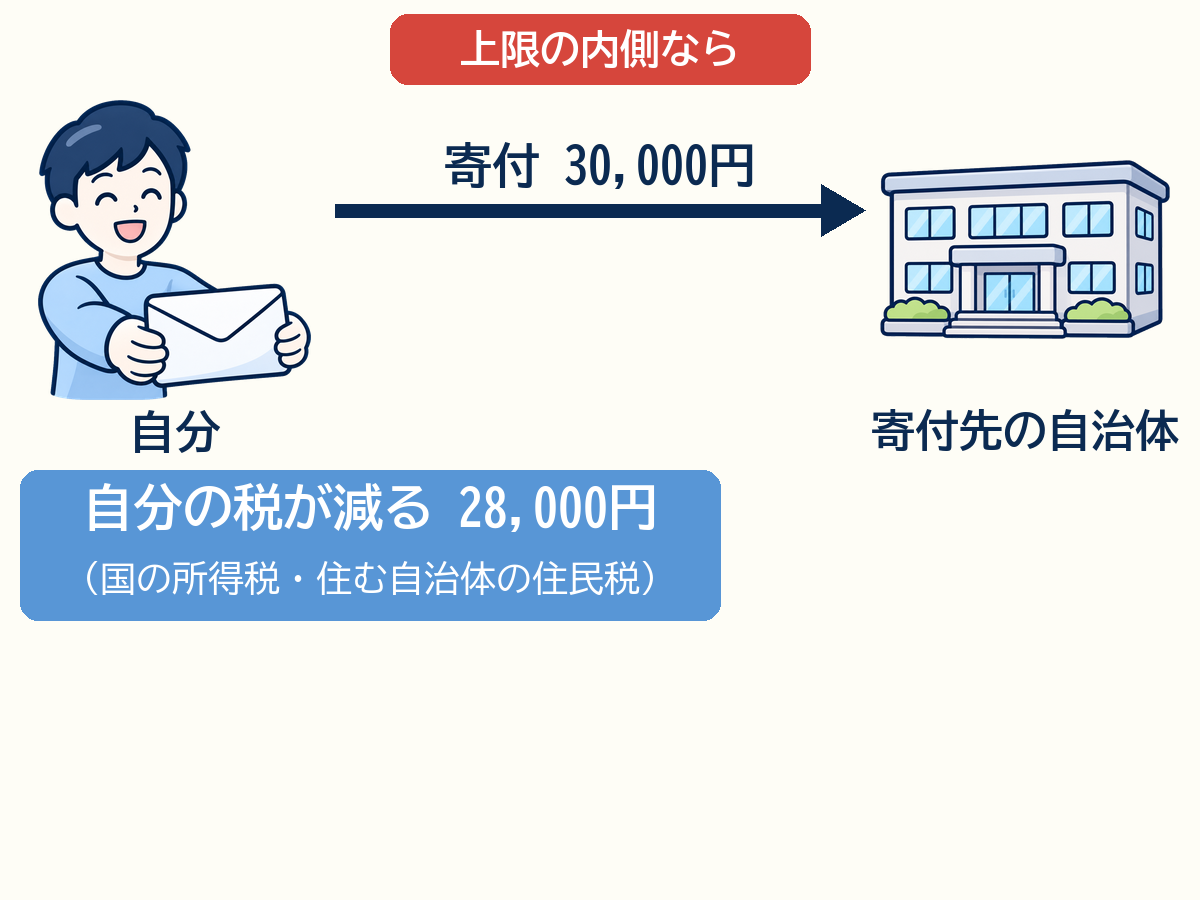 上限の内側なら
寄付 30,000円
自分
寄付先の自治体
自分の税が減る 28,000円
（国の所得税・住む自治体の住民税）